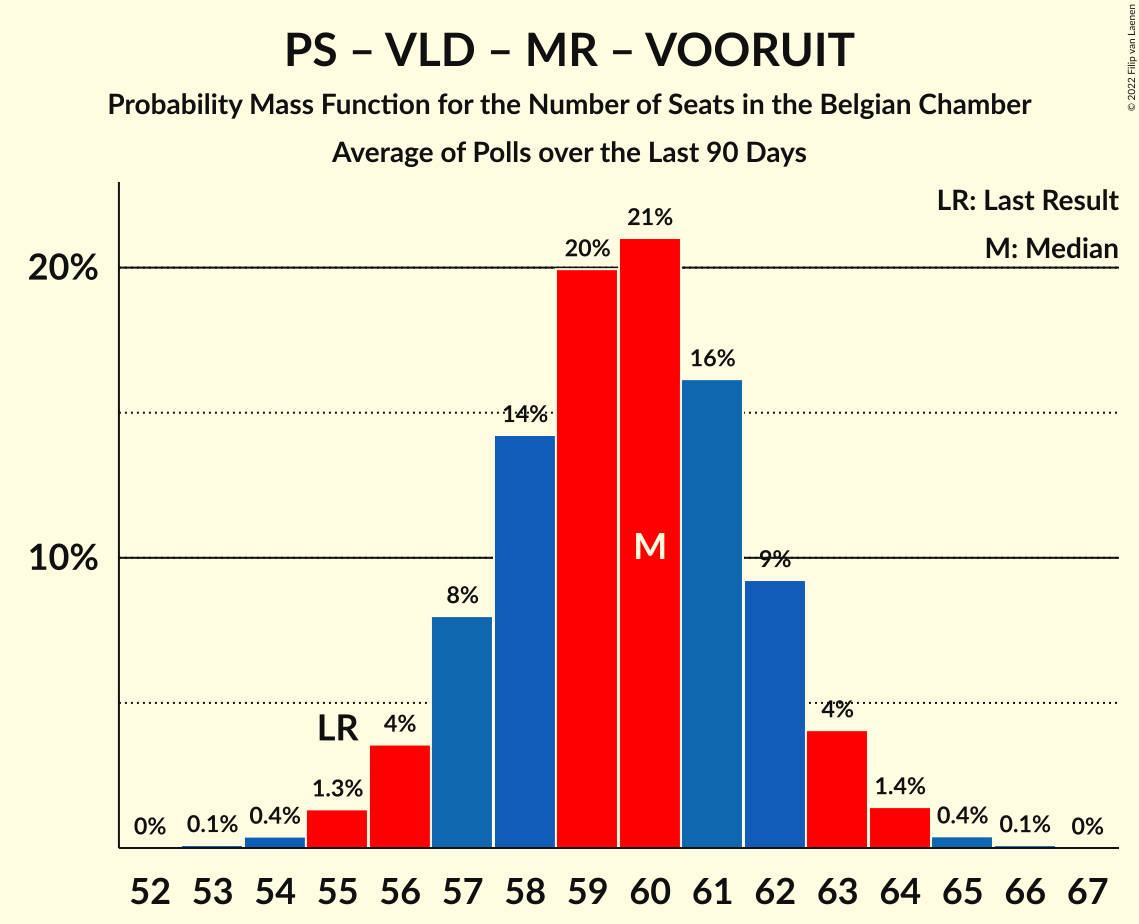 PS – VLD – MR – VOORUIT
Probability Mass Function for the Number of Seats in the Belgian Chamber
Average of Polls over the Last 90 Days
© 2022 Filip van Laenen
LR: Last Result
M: Median
20%
10%
0%
0.1%
0.4%
1.3%
LR
4%
8%
14%
20%
21%
M
16%
9%
4%
1.4%
0.4%
0.1%
0%
52 53 54 55 56 57 58 59 60 61 62 63 64 65 66 67